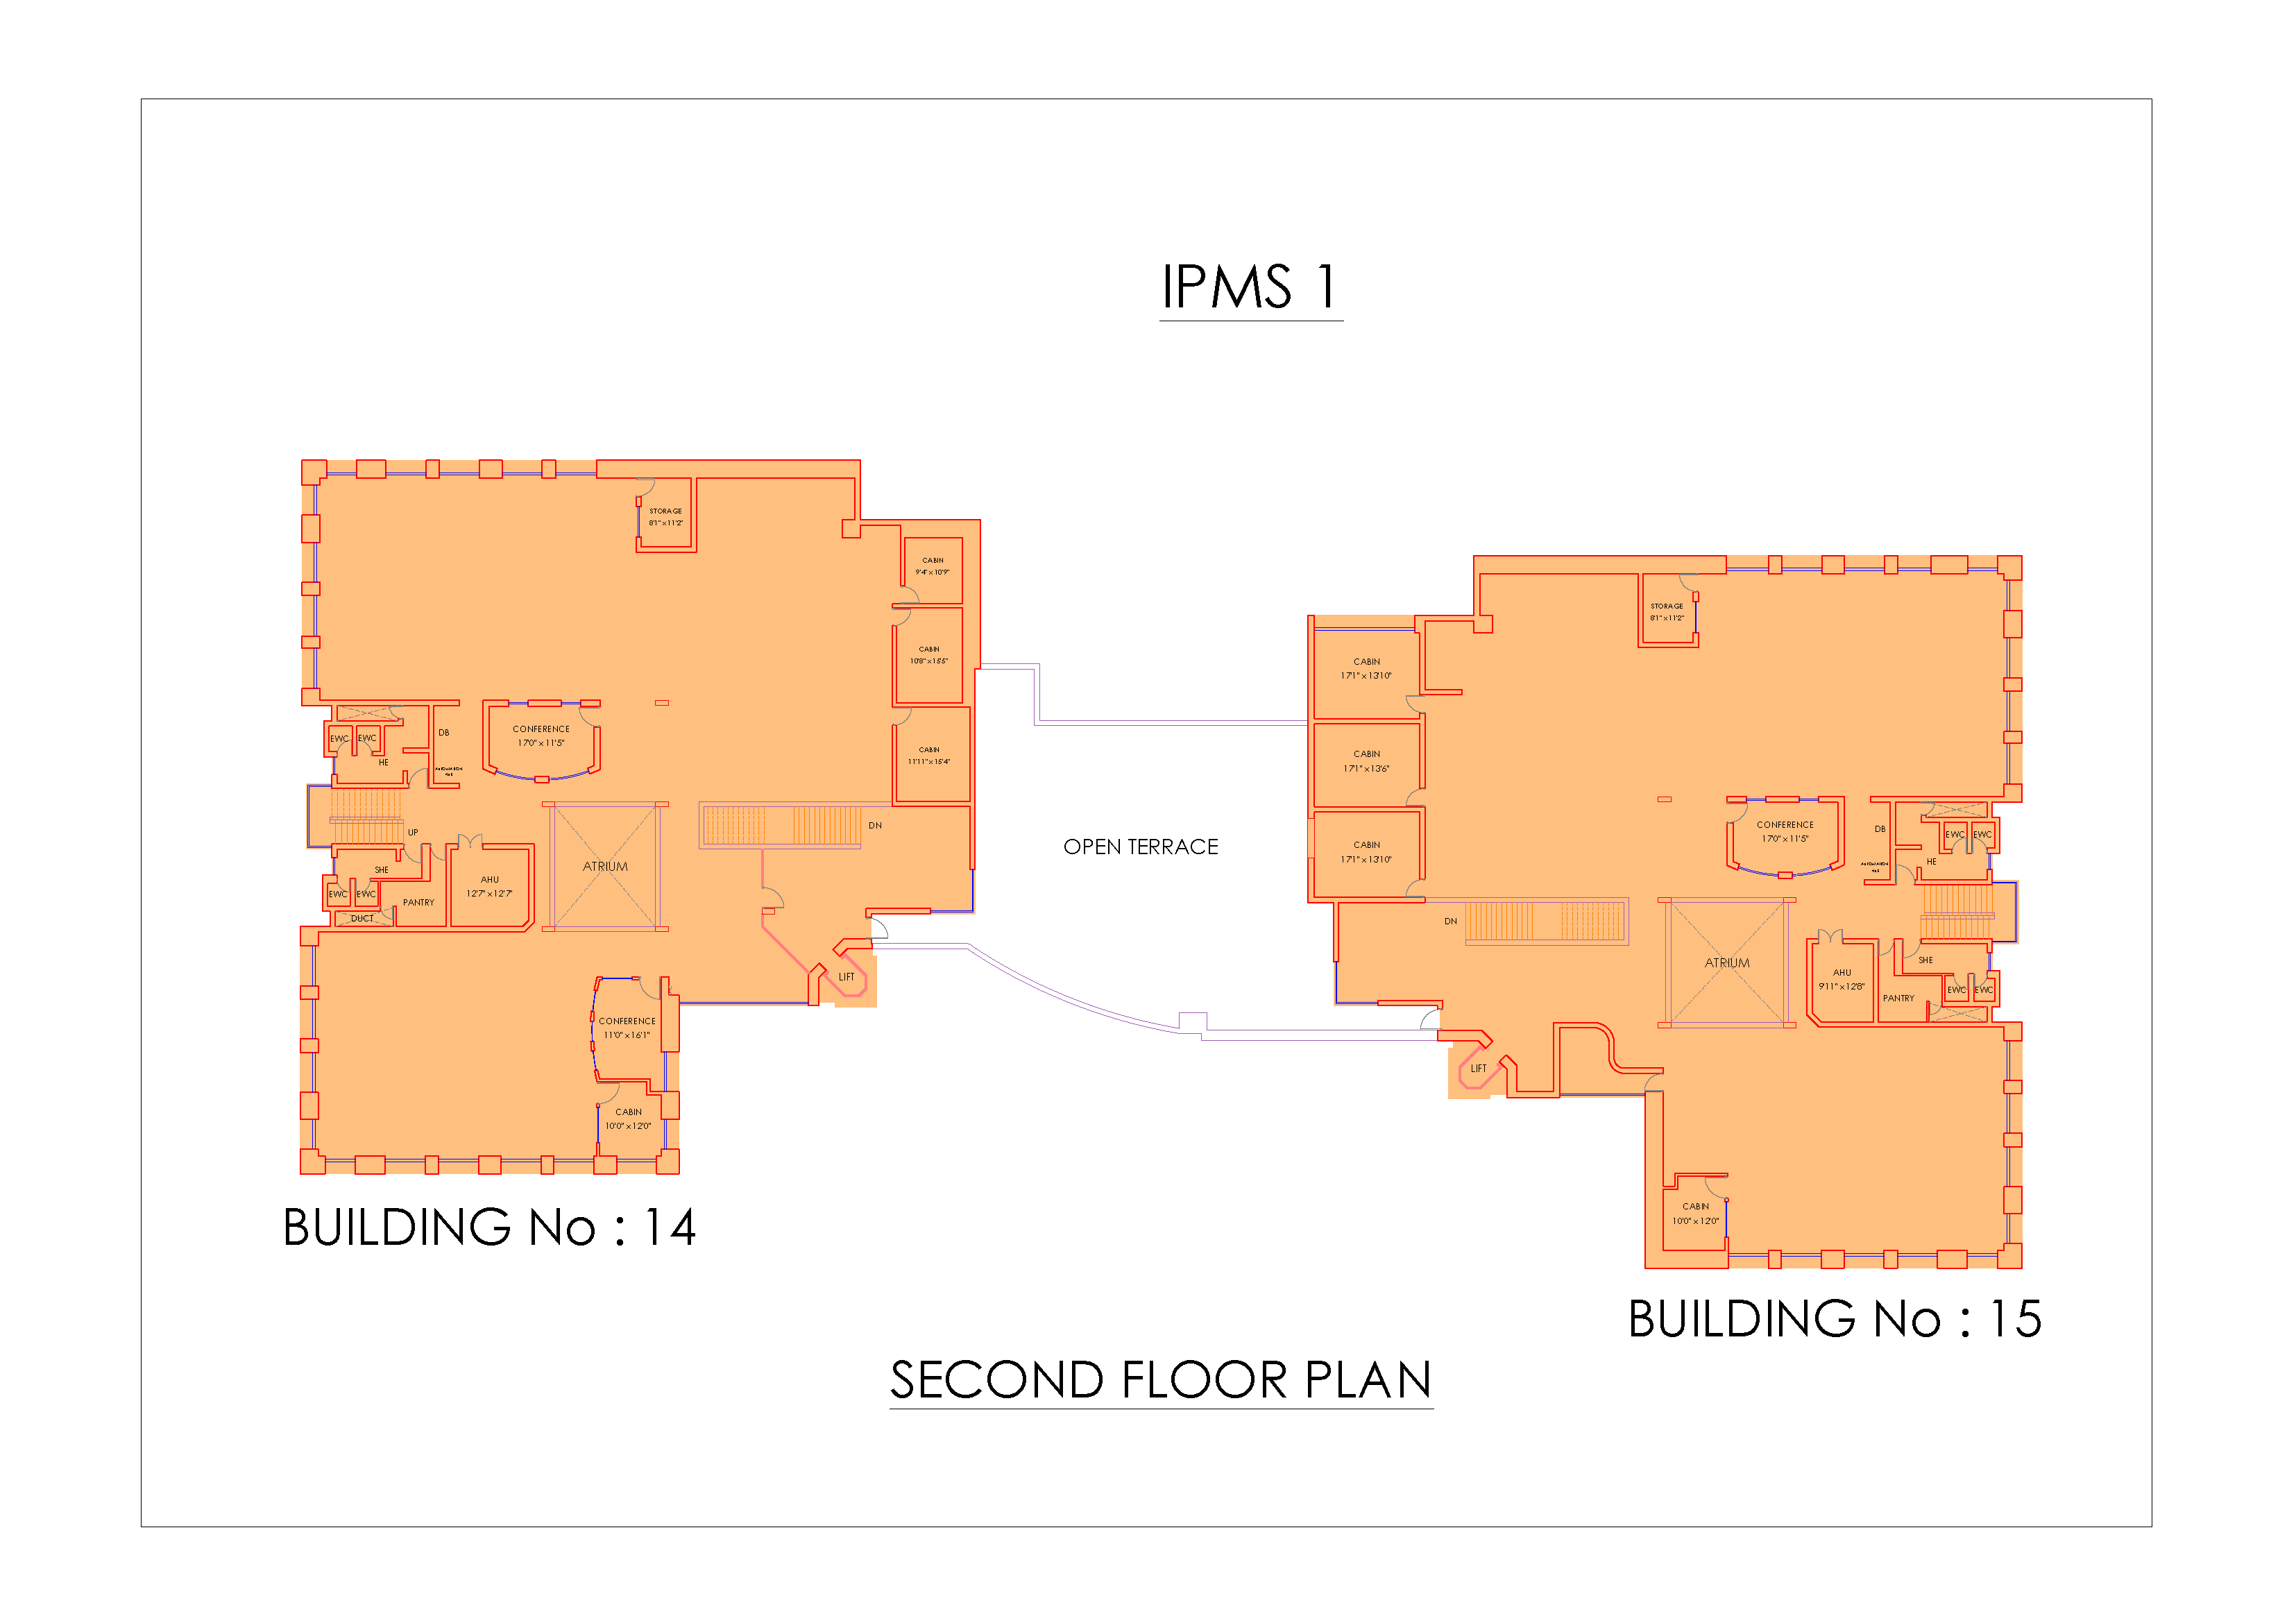 IPMS 1
STORAGE
8'1" x 11'2"
CABIN
9'4" x 10'9"
CABIN
10'8" x 15'5"
CABIN
11'11" x 15'4"
CONFERENCE
17'0" x 11'5"
DB
EWC
EWC
HE
UP
SHE
EWC
EWC
DUCT
PANTRY
AHU
12'7" x 12'7"
ATRIUM
DN
LIFT
CONFERENCE
11'0" x 16'1"
CABIN
10'0" x 12'0"
BUILDING No : 14
OPEN TERRACE
STORAGE
8'1" x 11'2"
CABIN
17'1" x 13'10"
CABIN
17'1" x 13'6"
CABIN
17'1" x 13'10"
CONFERENCE
17'0" x 11'5"
DB
EWC
EWC
HE
DN
ATRIUM
AHU
9'11" x 12'8"
SHE
EWC
EWC
PANTRY
LIFT
CABIN
10'0" x 12'0"
BUILDING No : 15
SECOND FLOOR PLAN